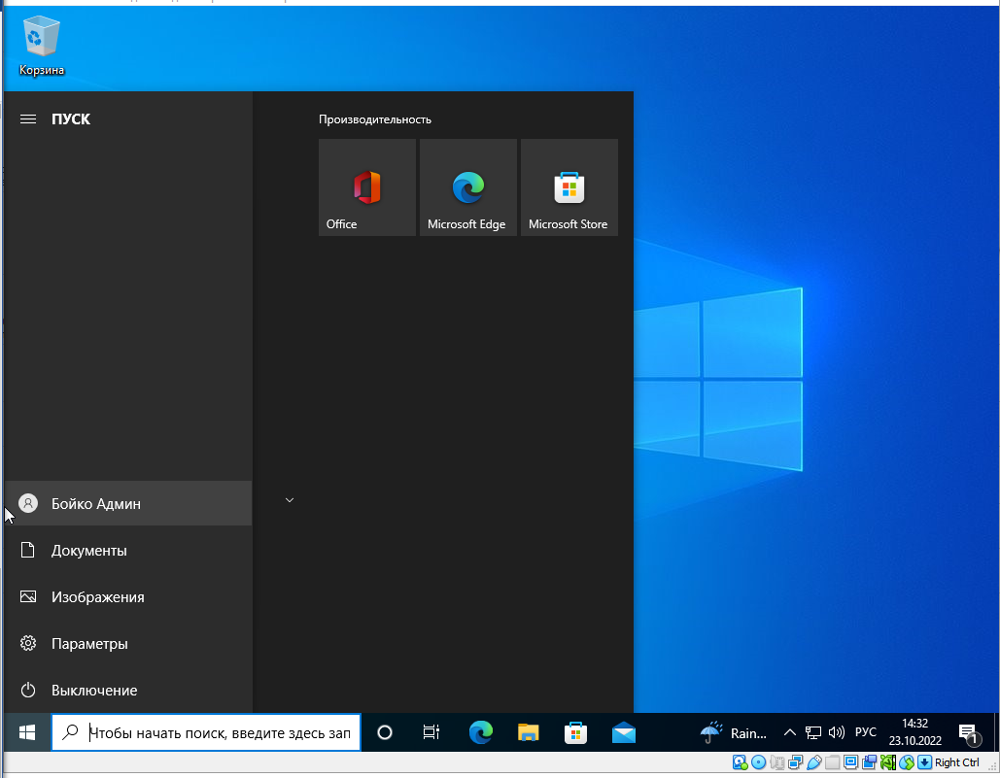 Корзина
ПУСК
Производительность
Office
Microsoft Edge
Microsoft Store
Бойко Админ
Документы
Изображения
Параметры
Выключение
Чтобы начать поиск, введите здесь зап
Rain...
РУС
14:32
23.10.2022
1
Right Ctrl